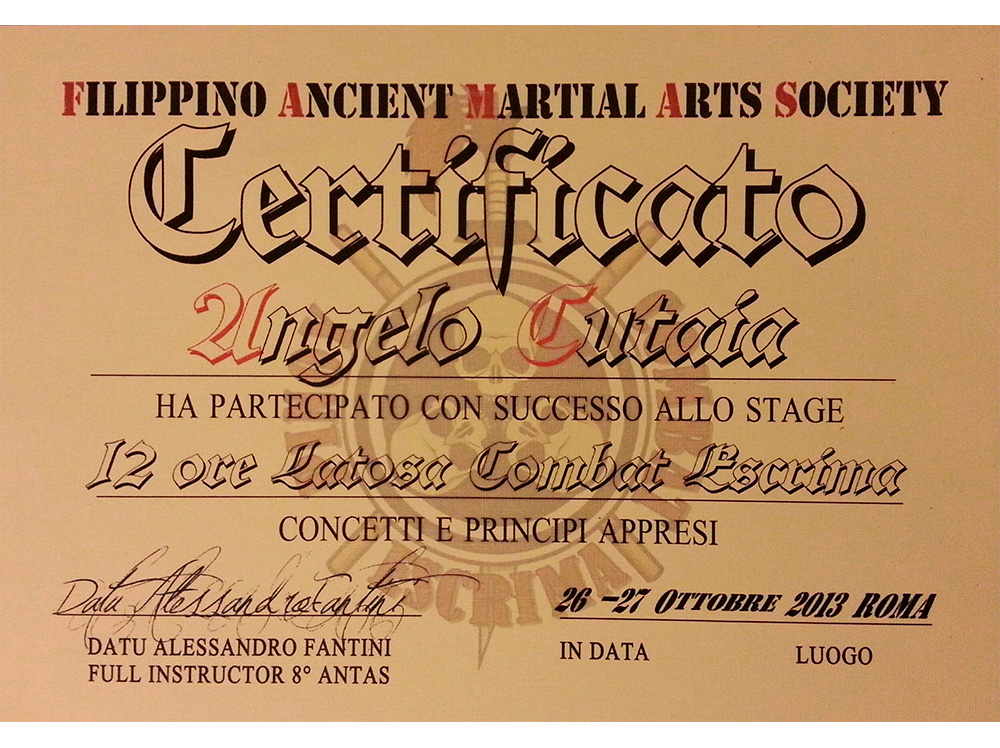 FILIPPINO ANCIENT MARTIAL ARTS SOCIETY
Certificato
Angelo Cutaia
HA PARTECIPATO CON SUCCESSO ALLO STAGE
12 ore Latosa Combat Escrima
CONCETTI E PRINCIPI APPRESI
Datu Alessandro Fantini
26 -27 OTTOBRE 2013 ROMA
DATU ALESSANDRO FANTINI
FULL INSTRUCTOR 8° ANTAS
IN DATA
LUOGO
ESCRIMA